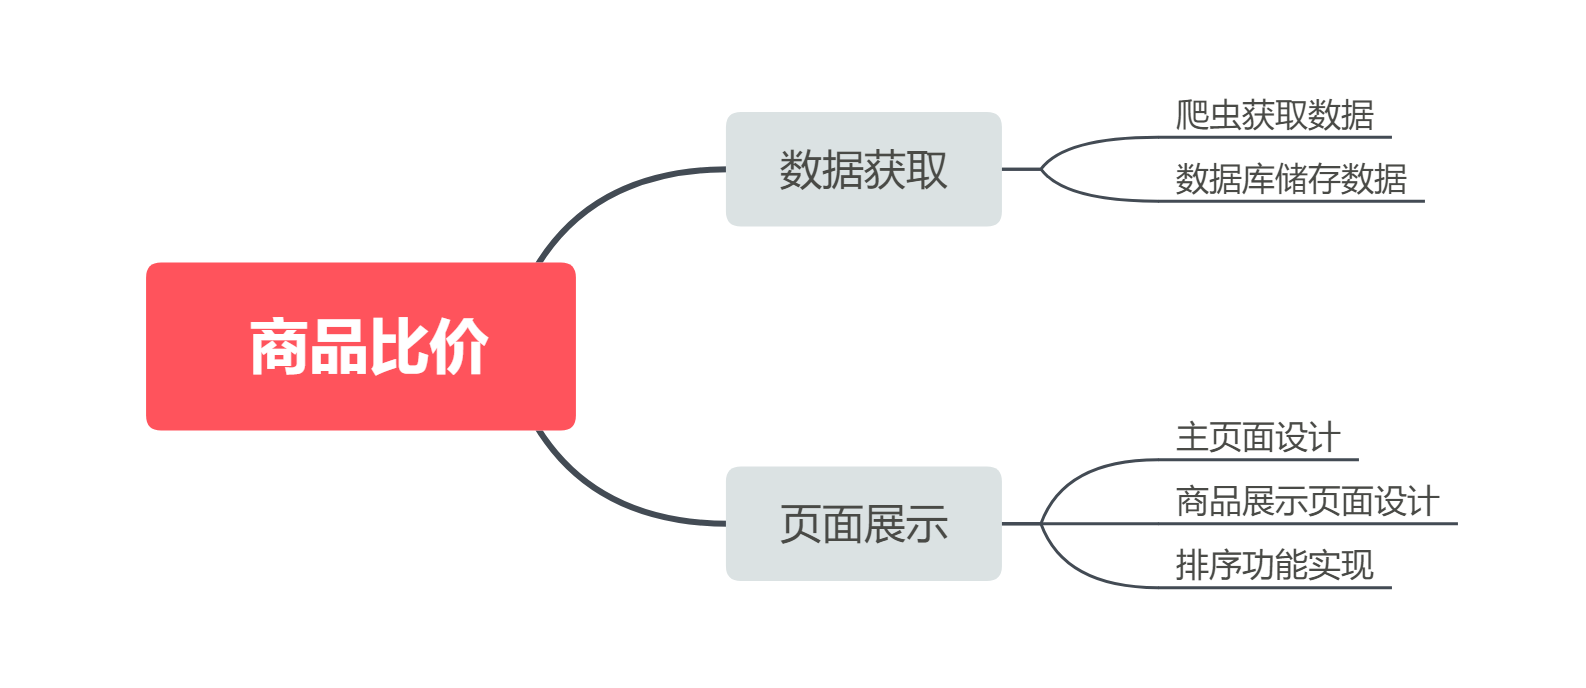 商品比价
数据获取
爬虫获取数据
数据库储存数据
页面展示
主页面设计
商品展示页面设计
排序功能实现